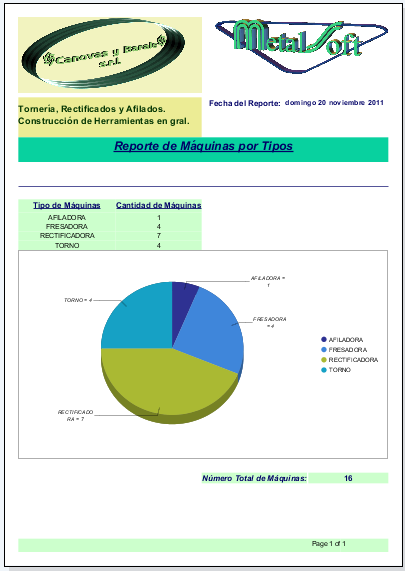 Canovas y Barale
s.r.l.
MetalSoft
Tornería, Rectificados y Afilados.
Construcción de Herramientas en gral.
Fecha del Reporte: domingo 20 noviembre 2011
Reporte de Máquinas por Tipos
Tipo de Máquinas Cantidad de Máquinas
AFILADORA 1
FRESADORA 4
RECTIFICADORA 7
TORNO 4
AFILADORA =
1
TORNO = 4
FRESADORA
= 4
AFILADORA
FRESADORA
RECTIFICADORA
TORNO
RECTIFICADO
RA = 7
Número Total de Máquinas: 16
Page 1 of 1